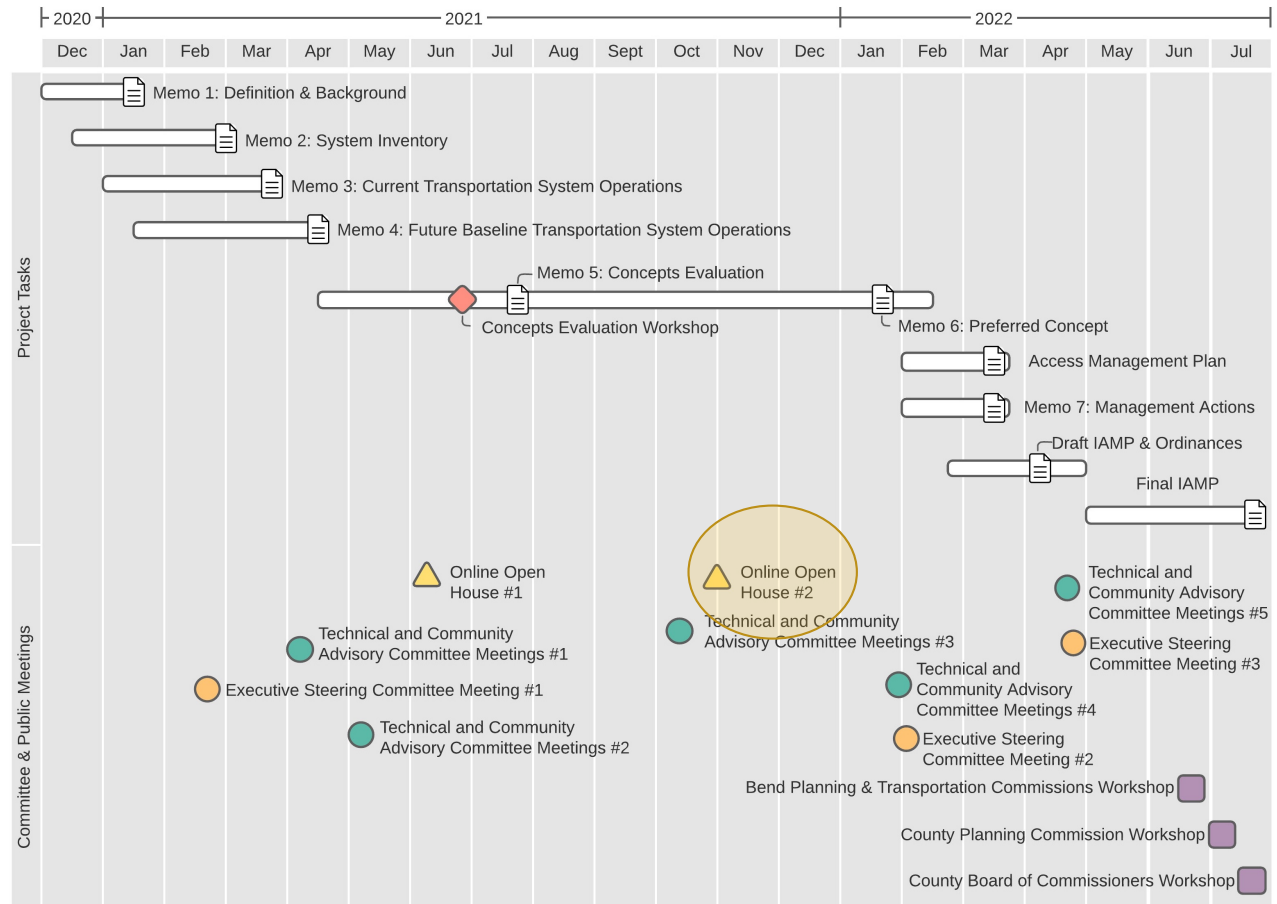 2020
2021
2022
Dec
Jan
Feb
Mar
Apr
May
Jun
Jul
Aug
Sept
Oct
Nov
Dec
Jan
Feb
Mar
Apr
May
Jun
Jul
Project Tasks
Memo 1: Definition & Background
Memo 2: System Inventory
Memo 3: Current Transportation System Operations
Memo 4: Future Baseline Transportation System Operations
Memo 5: Concepts Evaluation
Concepts Evaluation Workshop
Memo 6: Preferred Concept
Access Management Plan
Memo 7: Management Actions
Draft IAMP & Ordinances
Final IAMP
Committee & Public Meetings
Online Open
House #1
Online Open
House #2
Technical and
Community Advisory
Committee Meetings #5
Technical and Community
Advisory Committee Meetings #3
Technical and Community
Advisory Committee Meetings #1
Executive Steering
Committee Meeting #3
Executive Steering Committee Meeting #1
Technical and
Community Advisory
Committee Meetings #4
Technical and Community
Advisory Committee Meetings #2
Executive Steering
Committee Meeting #2
Bend Planning & Transportation Commissions Workshop
County Planning Commission Workshop
County Board of Commissioners Workshop